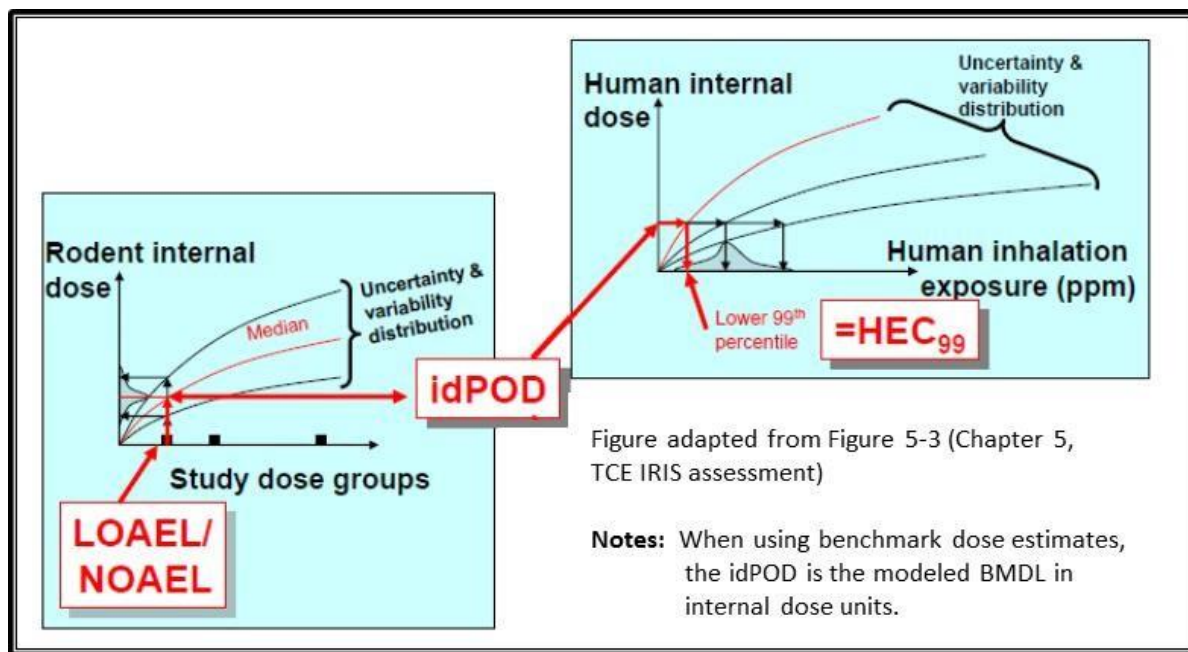 Human internal
dose
Uncertainty &
variability
distribution
Human inhalation
exposure (ppm)
Lower 99th
percentile
=HEC99
Rodent internal
dose
Median
Uncertainty &
variability
distribution
idPOD
Study dose groups
LOAEL/
NOAEL
Figure adapted from Figure 5-3 (Chapter 5,
TCE IRIS assessment)
Notes: When using benchmark dose estimates,
the idPOD is the modeled BMDL in
internal dose units.